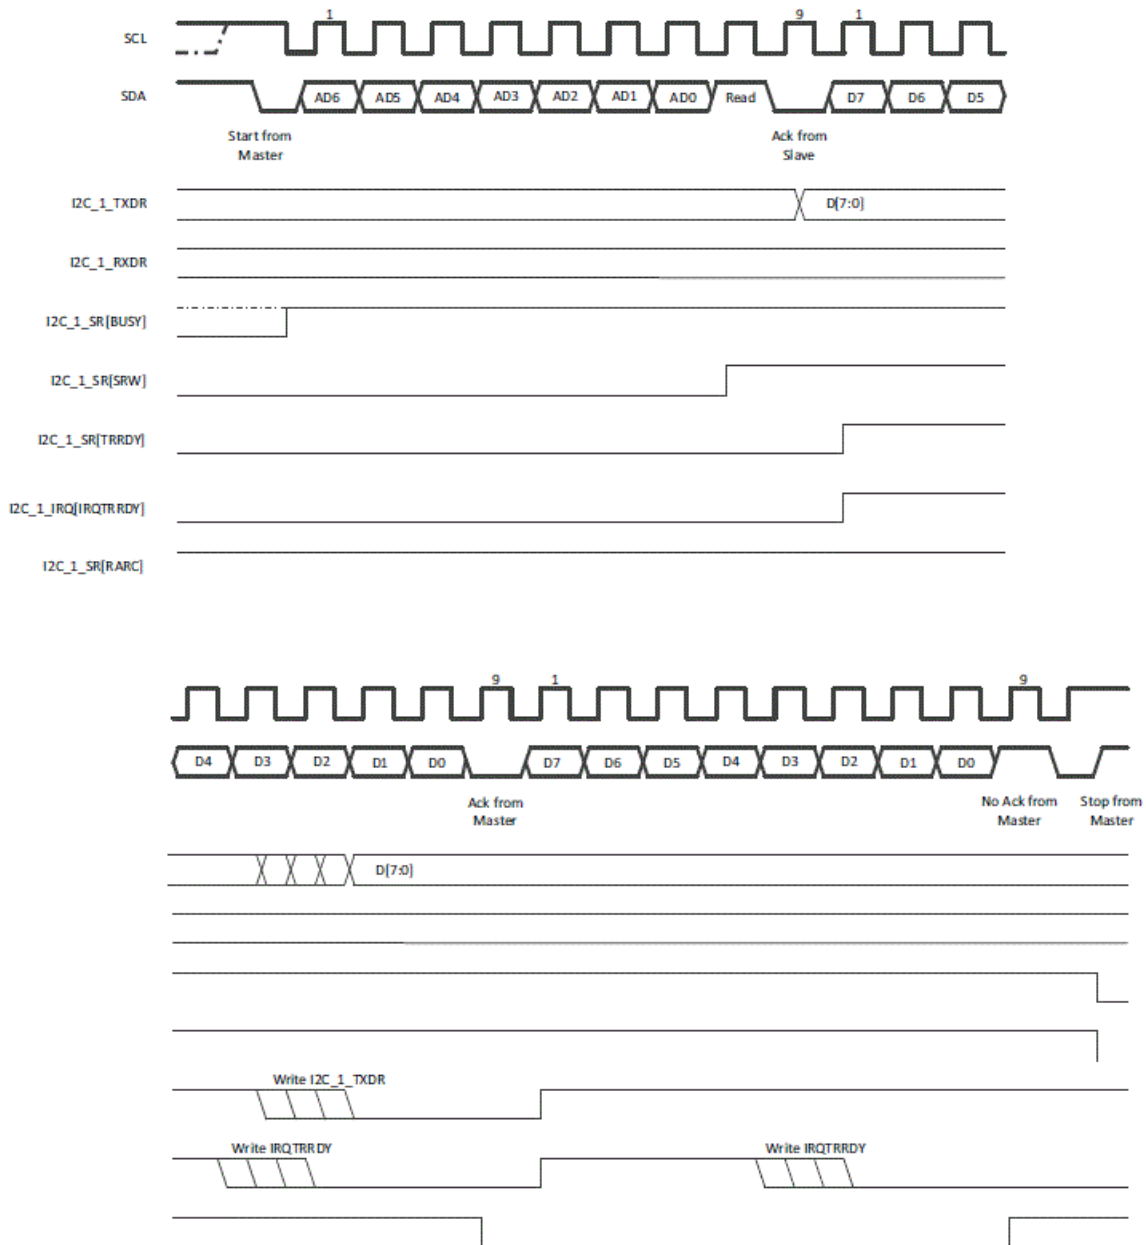 1 9 1
SCL
SDA AD6 AD5 AD4 AD3 AD2 AD1 AD0 Read D7 D6 D5
Start from Master
Ack from Slave
I2C_1_TXDR D[7:0]
I2C_1_RXDR
I2C_1_SR[BUSY]
I2C_1_SR[SRW]
I2C_1_SR[TRRDY]
I2C_1_IRQ[IRQTRRDY]
I2C_1_SR[RARC]
9 1 9
D4 D3 D2 D1 D0 D7 D6 D5 D4 D3 D2 D1 D0
Ack from Master
No Ack from Master
Stop from Master
D[7:0]
Write I2C_1_TXDR
Write IRQTRRDY Write IRQTRRDY